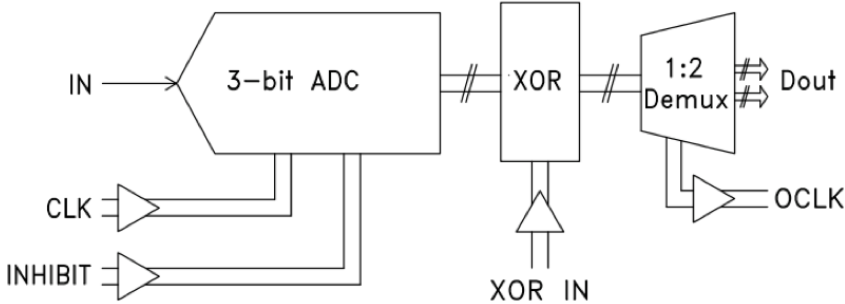 IN
3-bit ADC
XOR
1:2
Demux
Dout
CLK
OCLK
INHIBIT
XOR IN